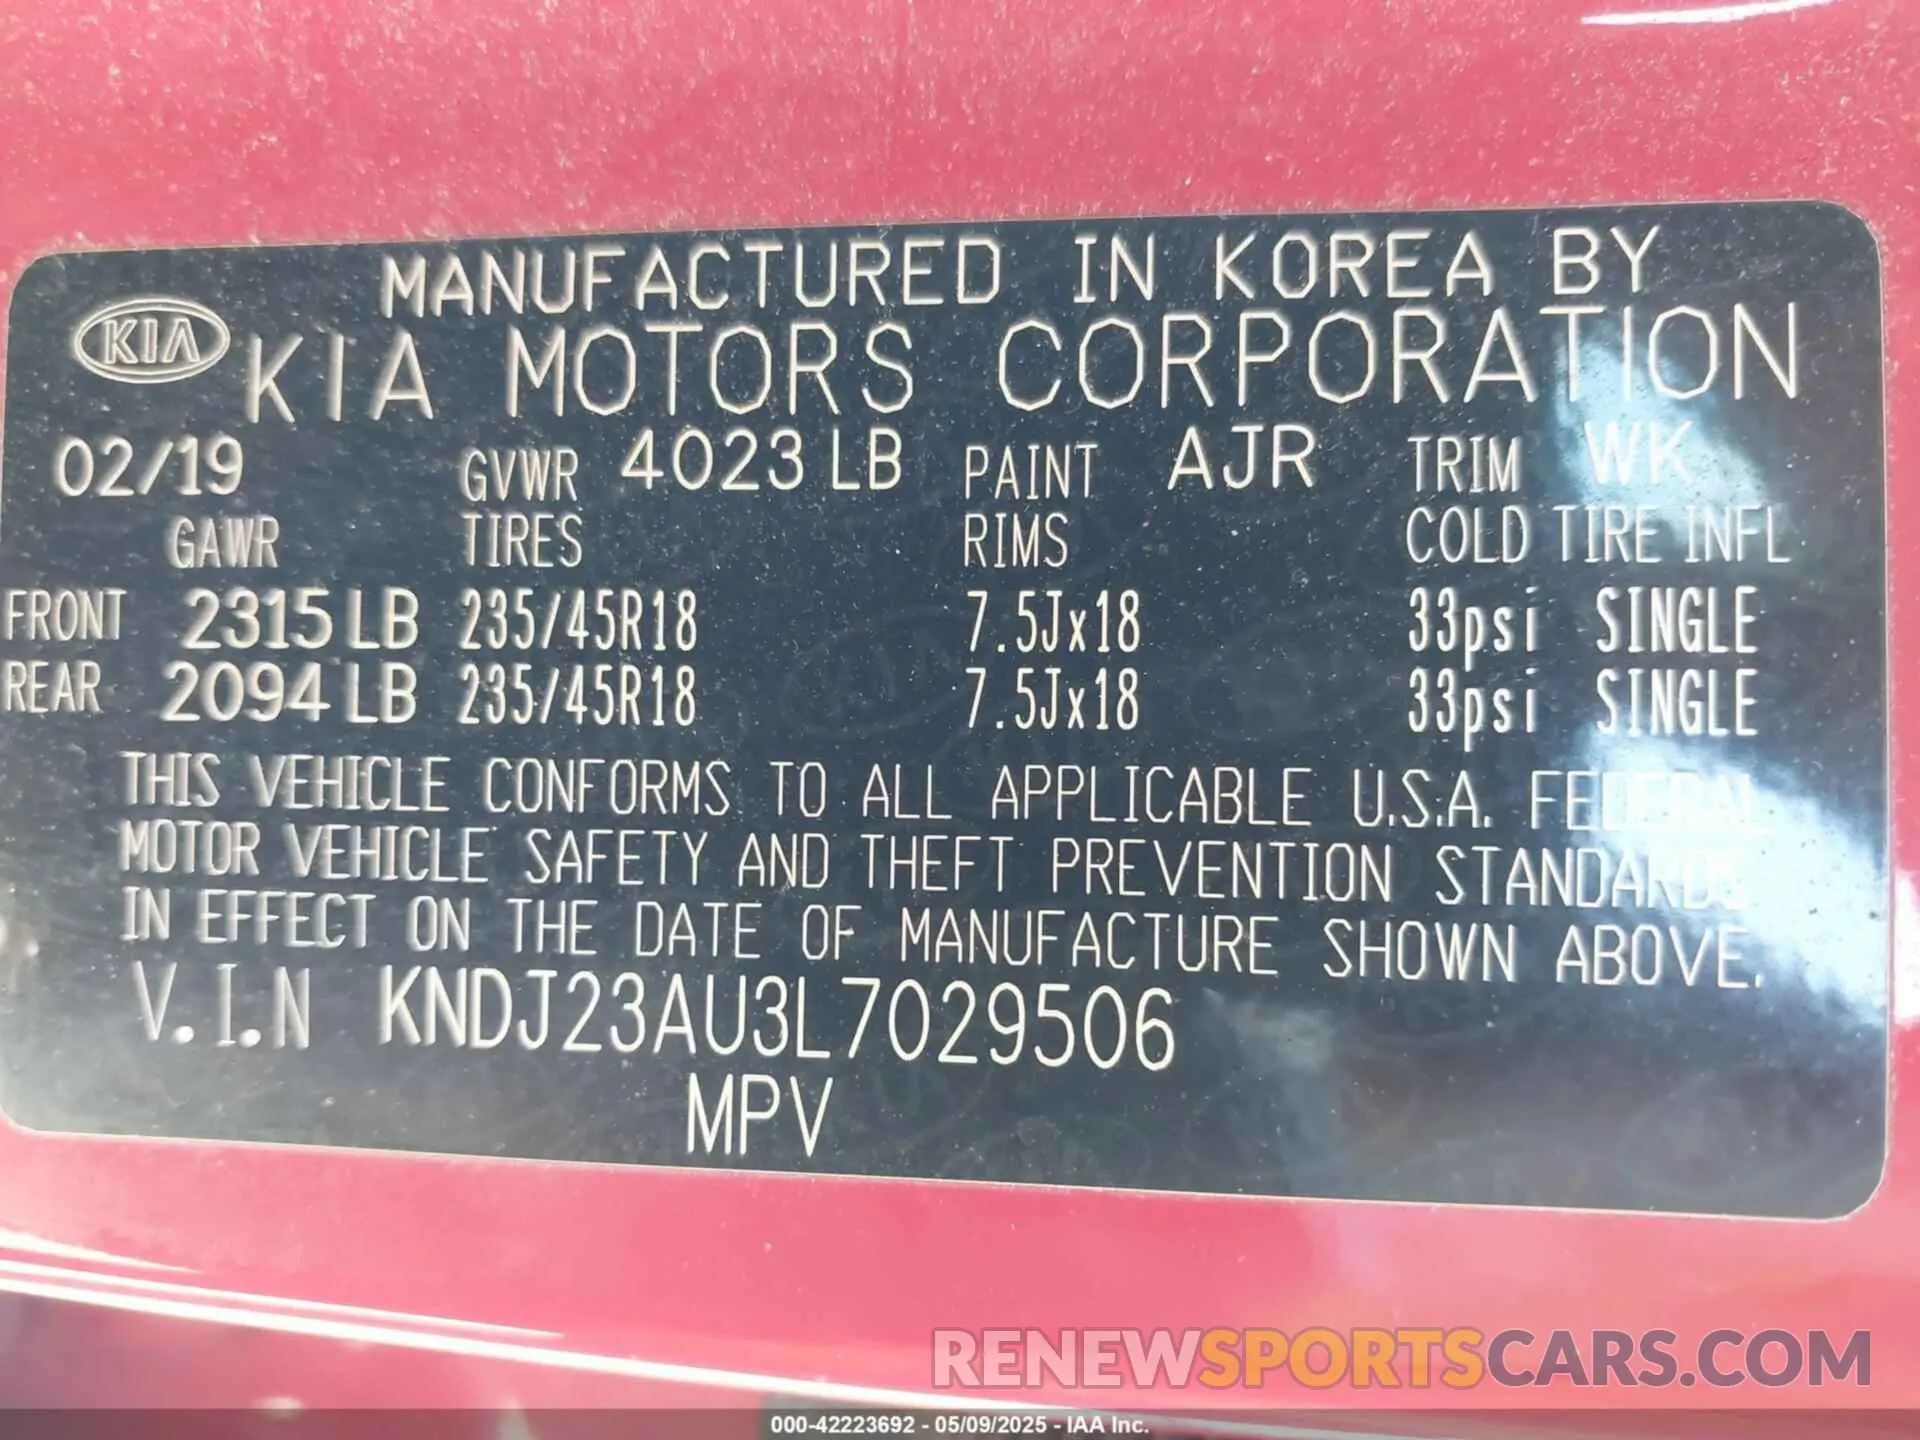 MANUFACTURED IN KOREA BY
KIA KIA MOTORS CORPORATION
02/19 GVWR 4023 LB PAINT AJR TRIM WK
GAWR TIRES RIMS COLD TIRE INFL
FRONT 2315 LB 235/45R18 7.5Jx18 33psi SINGLE
REAR 2094 LB 235/45R18 7.5Jx18 33psi SINGLE
THIS VEHICLE CONFORMS TO ALL APPLICABLE U.S.A. FEDERAL
MOTOR VEHICLE SAFETY AND THEFT PREVENTION STANDARDS
IN EFFECT ON THE DATE OF MANUFACTURE SHOWN ABOVE.
V.I.N KNDJ23AU3L7029506
MPV
RENEWSPORTSCARS.COM
000-42223692 - 05/09/2025 - IAA Inc.